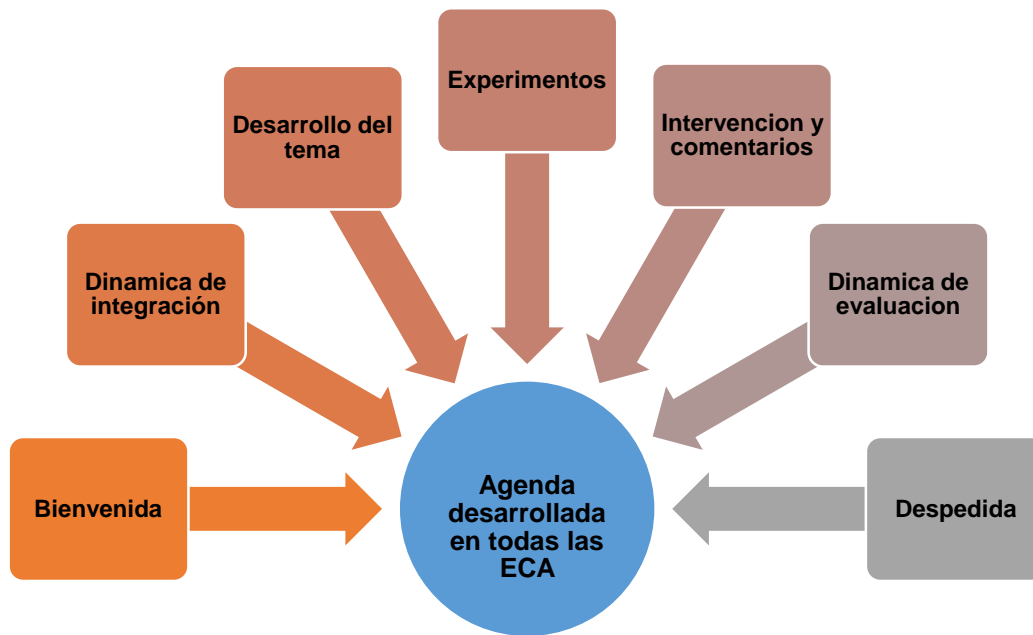 Bienvenida
Dinamica de
integración
Desarrollo del
tema
Experimentos
Intervencion y
comentarios
Dinamica de
evaluacion
Despedida
Agenda
desarrollada
en todas las
ECA